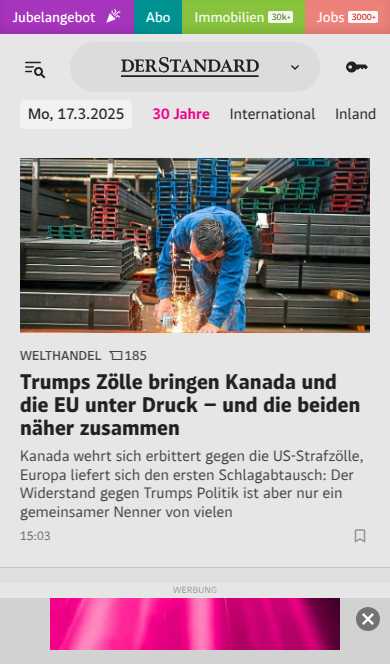 Jubelangebot Abo Immobilien 30k+ Jobs 3000+
DERSTANDARD
Mo, 17.3.2025 30 Jahre International Inland
WELTHANDEL 185
Trumps Zölle bringen Kanada und
die EU unter Druck – und die beiden
näher zusammen
Kanada wehrt sich erbittert gegen die US-Strafzölle,
Europa liefert sich den ersten Schlagabtausch: Der
Widerstand gegen Trumps Politik ist aber nur ein
gemeinsamer Nenner von vielen
15:03
WERBUNG